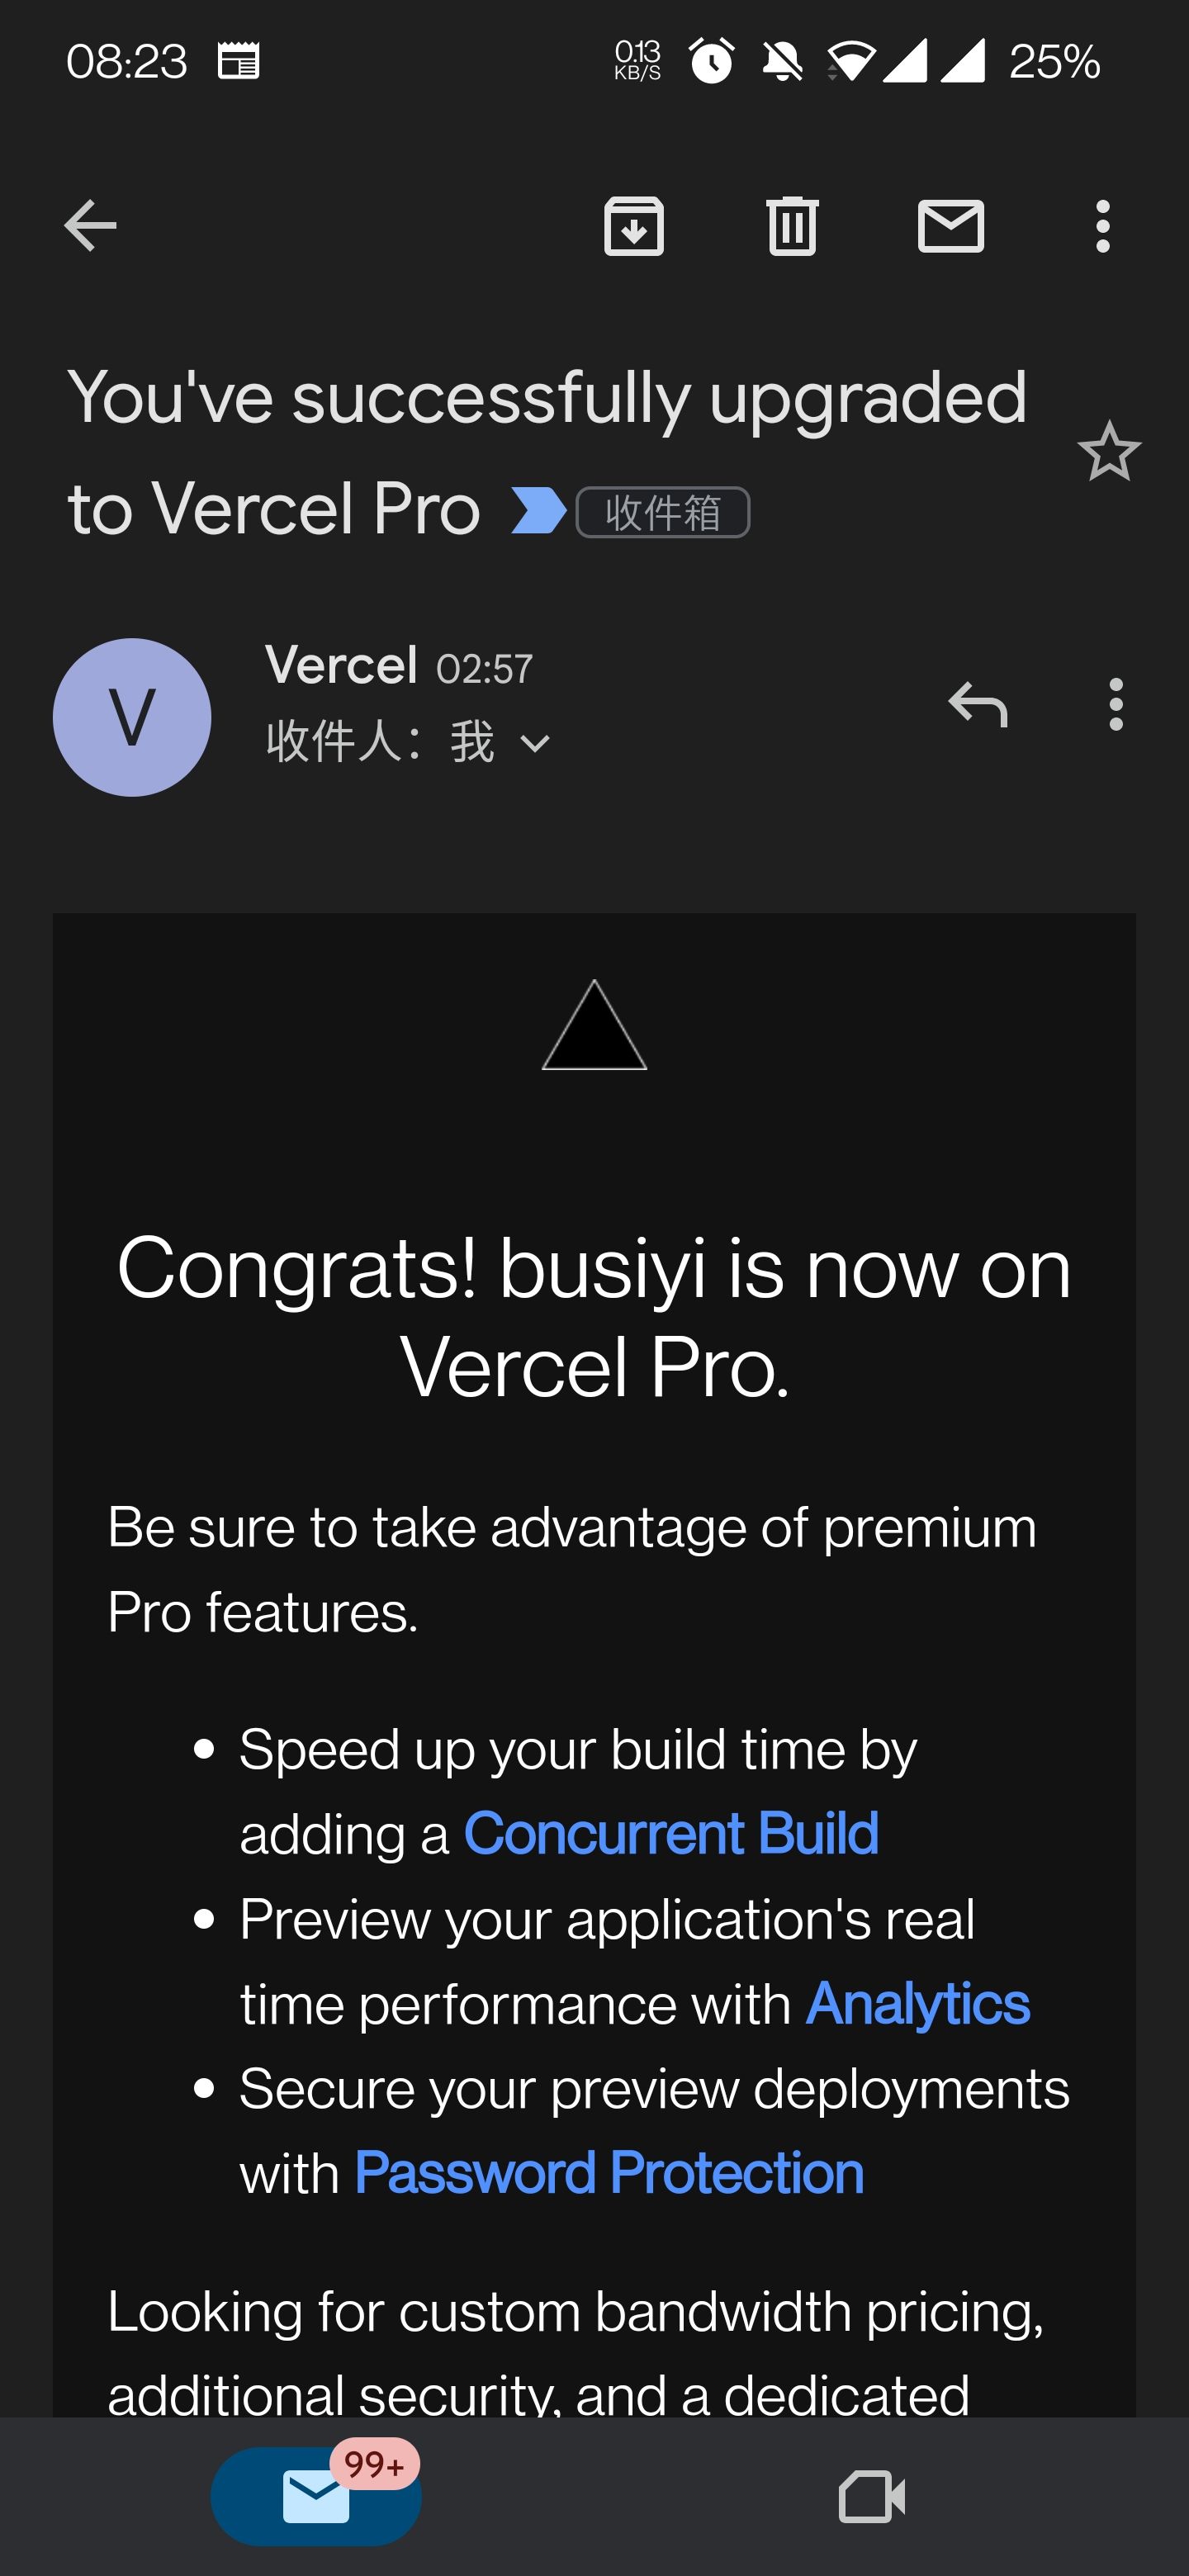 08:23
0.13
KB/S
25%
You've successfully upgraded
to Vercel Pro 收件箱
V
Vercel 02:57
收件人：我
Congrats! busiyi is now on
Vercel Pro.
Be sure to take advantage of premium
Pro features.
• Speed up your build time by
adding a Concurrent Build
• Preview your application's real
time performance with Analytics
• Secure your preview deployments
with Password Protection
Looking for custom bandwidth pricing,
additional security, and a dedicated
99+